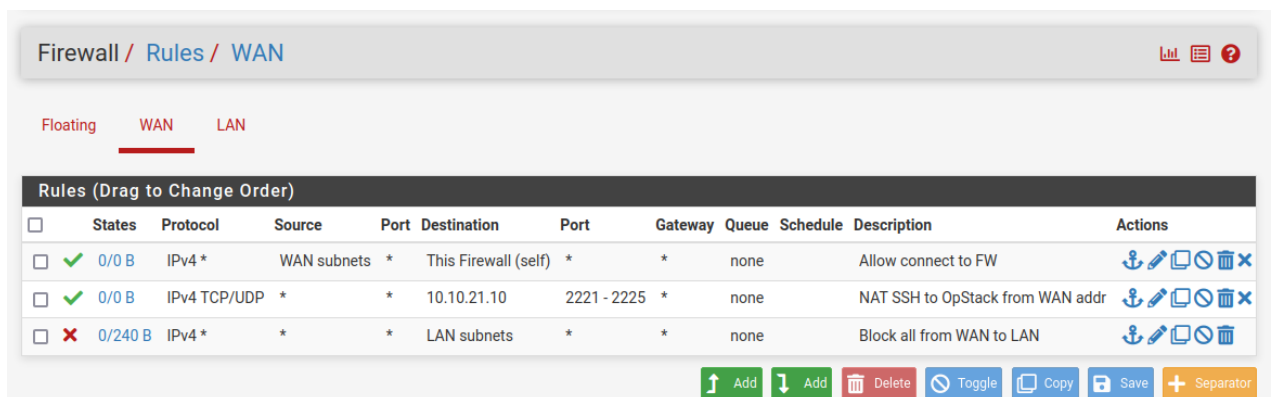 Firewall / Rules / WAN
Floating WAN LAN
Rules (Drag to Change Order)
States Protocol Source Port Destination Port Gateway Queue Schedule Description Actions
0/0 B IPv4 * WAN subnets * This Firewall (self) * * none Allow connect to FW
0/0 B IPv4 TCP/UDP * * 10.10.21.10 2221 - 2225 * none NAT SSH to OpStack from WAN addr
0/240 B IPv4 * * * LAN subnets * * none Block all from WAN to LAN
Add Add Delete Toggle Copy Save Separator